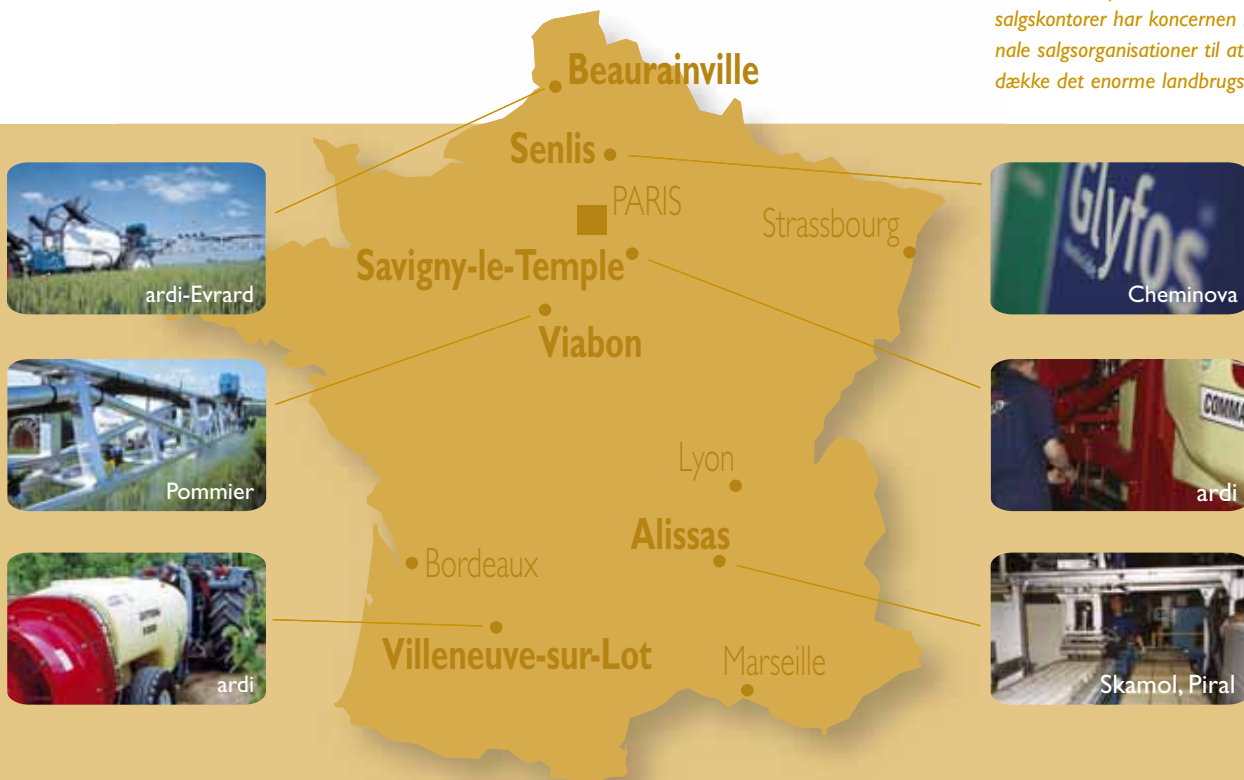 salgskontorer har koncernen
nale salgsorganisationer til at
dække det enorme landbrugs
Beaurainville
Senlis
PARIS
Strassbourg
Savigny-le-Temple
Viabon
Lyon
Alissas
Bordeaux
Villeneuve-sur-Lot
Marseille
ardi-Evrard
Pommier
ardi
Glyfos
Cheminova
COMMA
ardi
Skamol, Piral